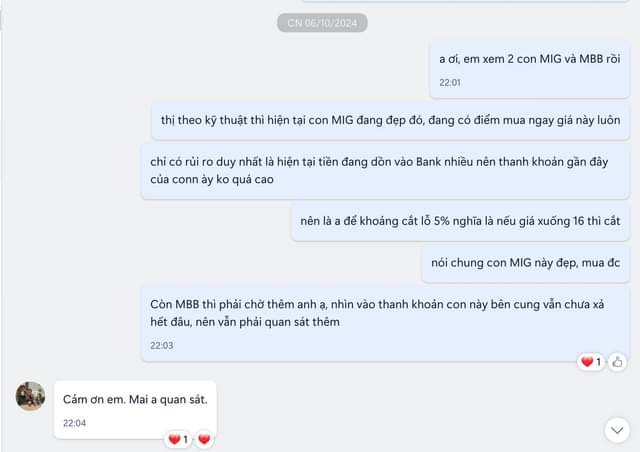 CN 06/10/2024
a ơi, em xem 2 con MIG và MBB rồi
22:01
thị theo kỹ thuật thì hiện tại con MIG đang đẹp đó, đang có điểm mua ngay giá này luôn
chỉ có rủi ro duy nhất là hiện tại tiền đang dồn vào Bank nhiều nên thanh khoản gần đây
của conn ày ko quá cao
nên là a để khoảng cắt lỗ 5% nghĩa là nếu giá xuống 16 thì cắt
nói chung con MIG này đẹp, mua đc
Còn MBB thì phải chờ thêm anh ạ, nhìn vào thanh khoản con này bên cung vẫn chưa xả
hết đâu, nên vẫn phải quan sát thêm
22:03
1
Cảm ơn em. Mai a quan sát.
22:04
1